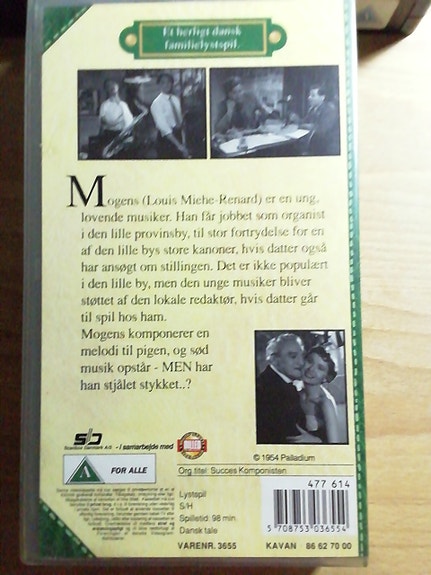 Et herligt dansk
familielystspil.
Mogens (Louis Miehe-Renard) er en ung,
lovende musiker. Han får jobbet som organist
i den lille provinsby, til stor fortrydelse for en
af den lille bys store kanoner, hvis datter også
har ansøgt om stillingen. Det er ikke populært
i den lille by, men den unge musiker bliver
støttet af den lokale redaktør, hvis datter går
til spil hos ham.
Mogens komponerer en
melodi til pigen, og sød
musik opstår - MEN har
han stjålet stykket..?
Scanbox Danmark A/S - i samarbejde med
© 1954 Palladium
A FOR ALLE
Org titel: Succes Komponisten
Lystspil
S/H
Spilletid: 98 min.
Dansk tale
VARENR. 3655
477 614
5 708753 036554
KAVAN 86 62 70 00